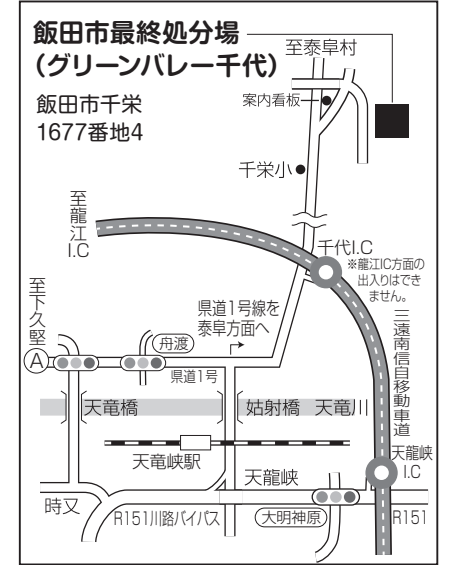 飯田市最終処分場
（グリーンバレー千代）
飯田市千栄
1677番地4
至泰阜村
案内看板
千栄小
至龍江I.C
千代I.C
※龍江IC方面の
出入りはでき
ません。
至下久堅
県道1号線を
泰阜方面へ
三遠南信自移動車道
A
舟渡
県道1号
天竜橋
姑射橋
天竜川
天竜峡駅
天龍峡
I.C
天龍峡
時又
R151川路バイパス
大明神原
R151